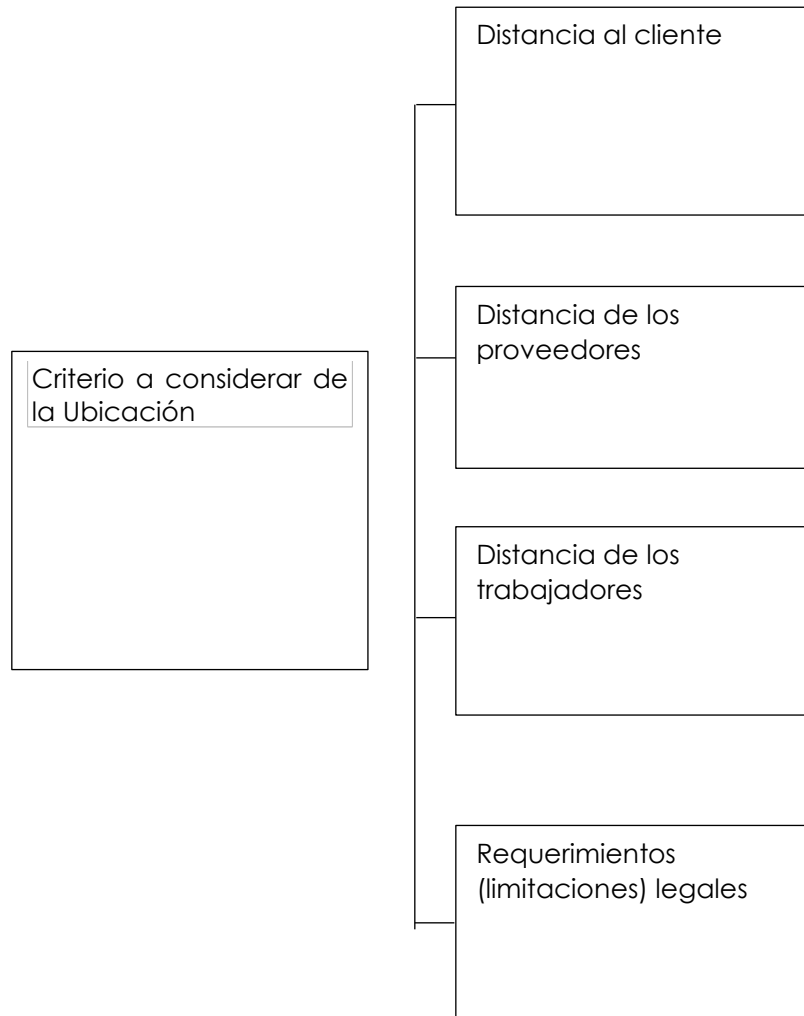 Distancia al cliente
Distancia de los
proveedores
Criterio a considerar de
la Ubicación
Distancia de los
trabajadores
Requerimientos
(limitaciones) legales